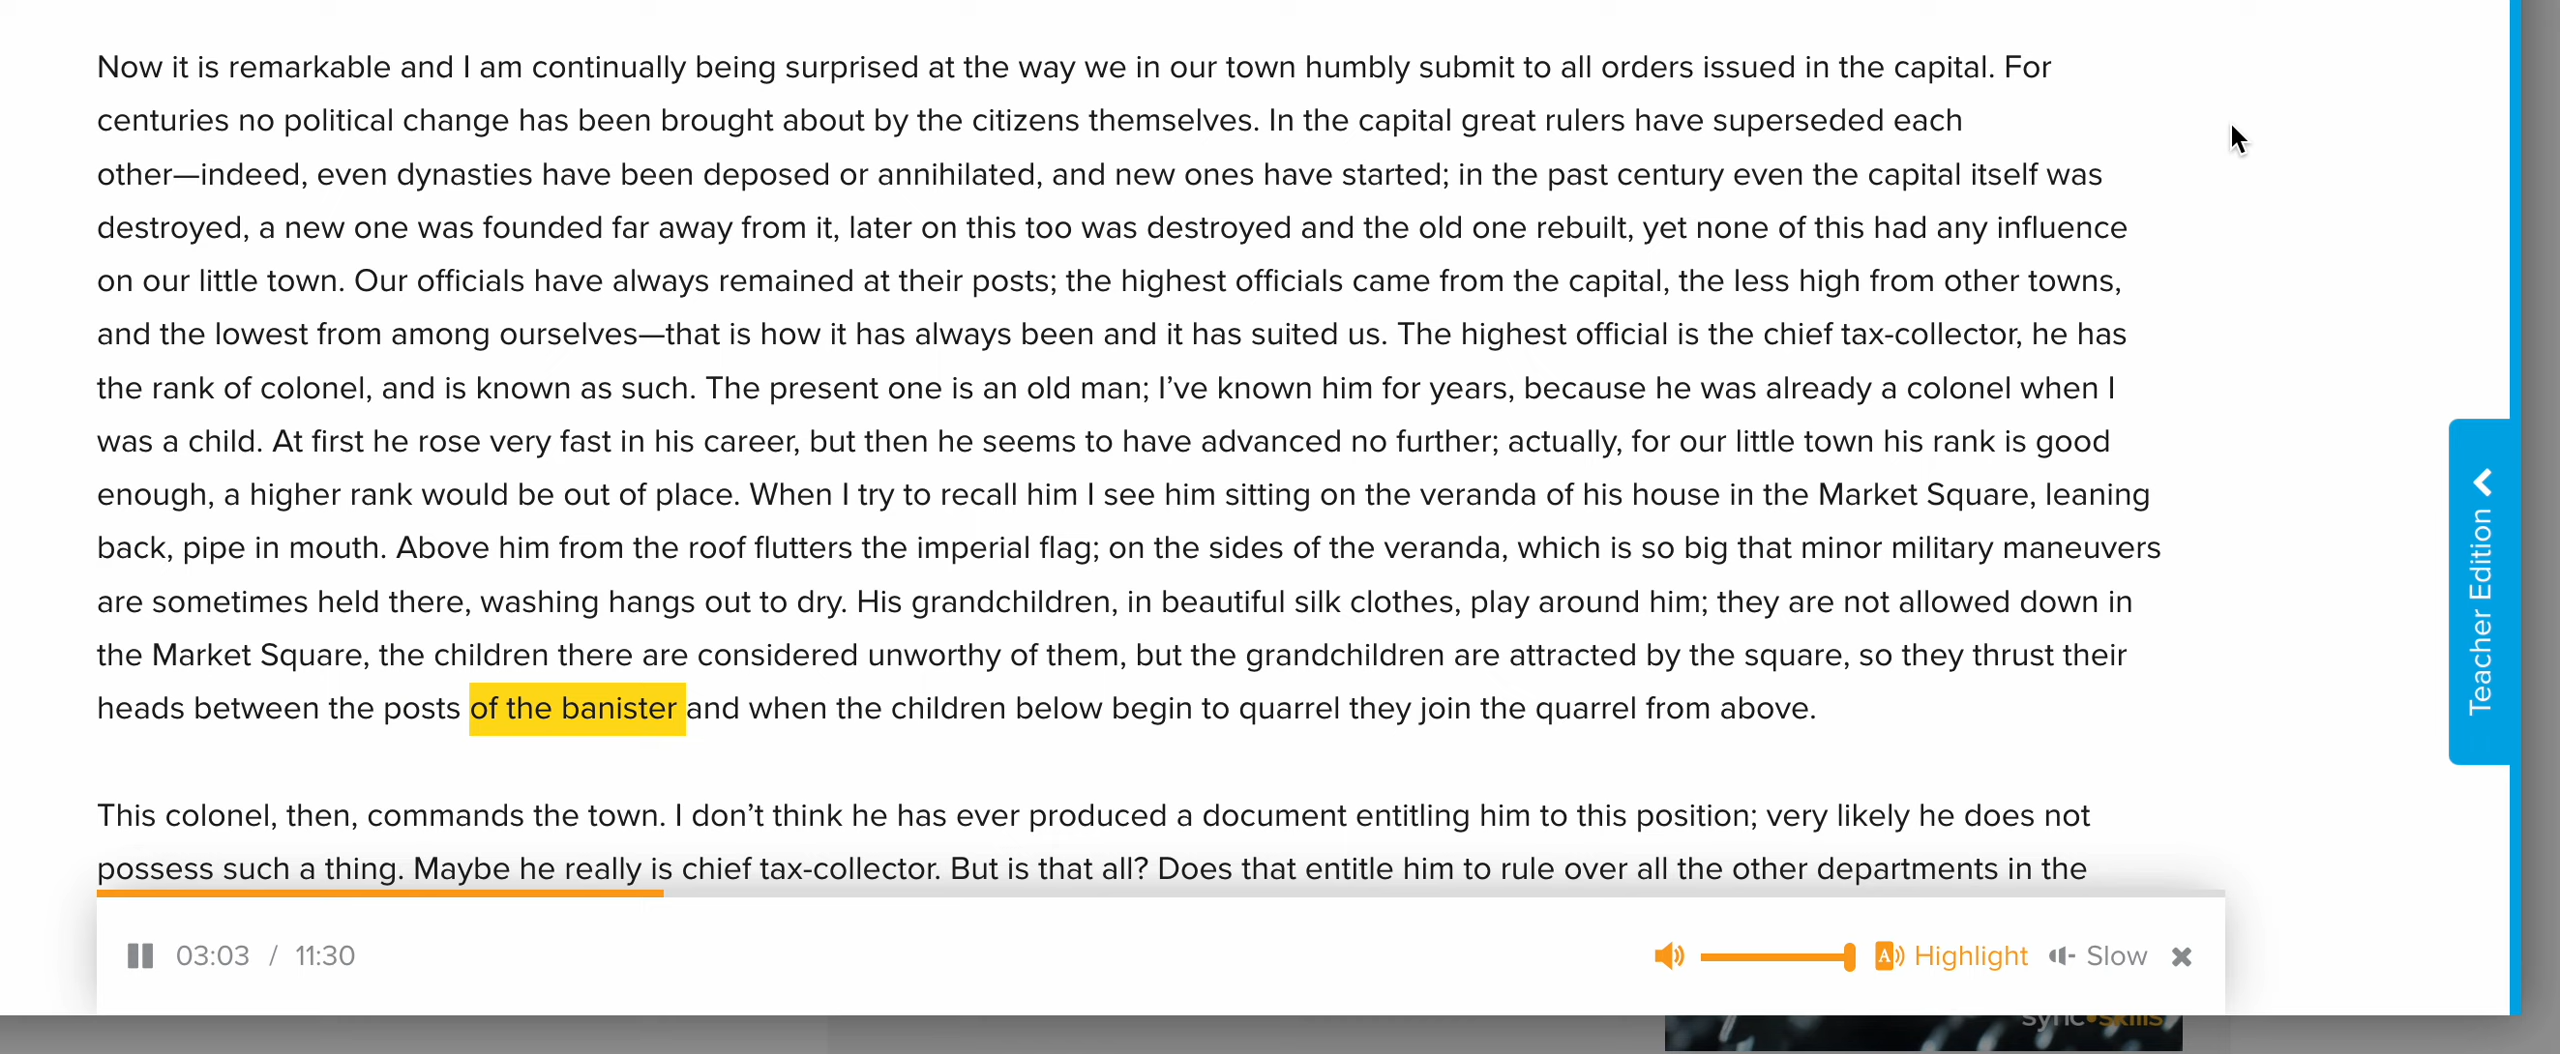 Now it is remarkable and I am continually being surprised at the way we in our town humbly submit to all orders issued in the capital. For
centuries no political change has been brought about by the citizens themselves. In the capital great rulers have superseded each
other—indeed, even dynasties have been deposed or annihilated, and new ones have started; in the past century even the capital itself was
destroyed, a new one was founded far away from it, later on this too was destroyed and the old one rebuilt, yet none of this had any influence
on our little town. Our officials have always remained at their posts; the highest officials came from the capital, the less high from other towns,
and the lowest from among ourselves—that is how it has always been and it has suited us. The highest official is the chief tax-collector, he has
the rank of colonel, and is known as such. The present one is an old man; I’ve known him for years, because he was already a colonel when I
was a child. At first he rose very fast in his career, but then he seems to have advanced no further; actually, for our little town his rank is good
enough, a higher rank would be out of place. When I try to recall him I see him sitting on the veranda of his house in the Market Square, leaning
back, pipe in mouth. Above him from the roof flutters the imperial flag; on the sides of the veranda, which is so big that minor military maneuvers
are sometimes held there, washing hangs out to dry. His grandchildren, in beautiful silk clothes, play around him; they are not allowed down in
the Market Square, the children there are considered unworthy of them, but the grandchildren are attracted by the square, so they thrust their
heads between the posts of the banister and when the children below begin to quarrel they join the quarrel from above.
This colonel, then, commands the town. I don’t think he has ever produced a document entitling him to this position; very likely he does not
possess such a thing. Maybe he really is chief tax-collector. But is that all? Does that entitle him to rule over all the other departments in the
03:03 / 11:30
A Highlight
Slow
Teacher Edition
sync•skills